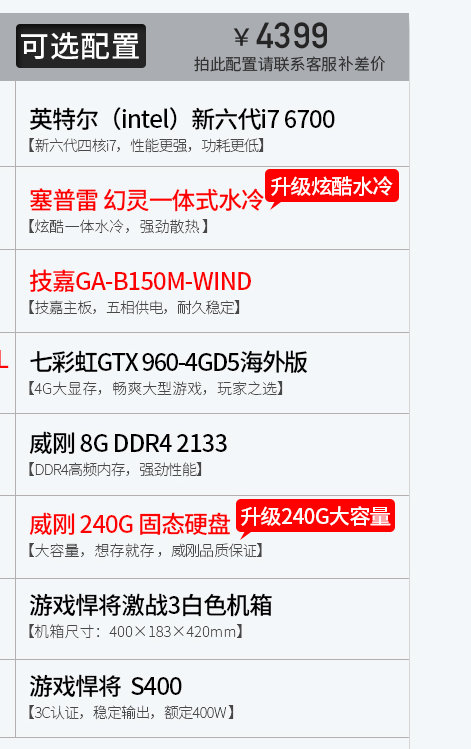 可选配置
￥4399
拍此配置请联系客服补差价
英特尔（intel）新六代i7 6700
【新六代四核i7，性能更强，功耗更低】
升级炫酷水冷
塞普雷 幻灵一体式水冷
【炫酷一体水冷，强劲散热】
技嘉GA-B150M-WIND
【技嘉主板，五相供电，耐久稳定】
L
七彩虹GTX 960-4GD5海外版
【4G大显存，畅爽大型游戏，玩家之选】
威刚 8G DDR4 2133
【DDR4高频内存，强劲性能】
升级240G大容量
威刚 240G 固态硬盘
【大容量，想存就存，威刚品质保证】
游戏悍将激战3白色机箱
【机箱尺寸：400×183×420mm】
游戏悍将 S400
【3C认证，稳定输出，额定400W】